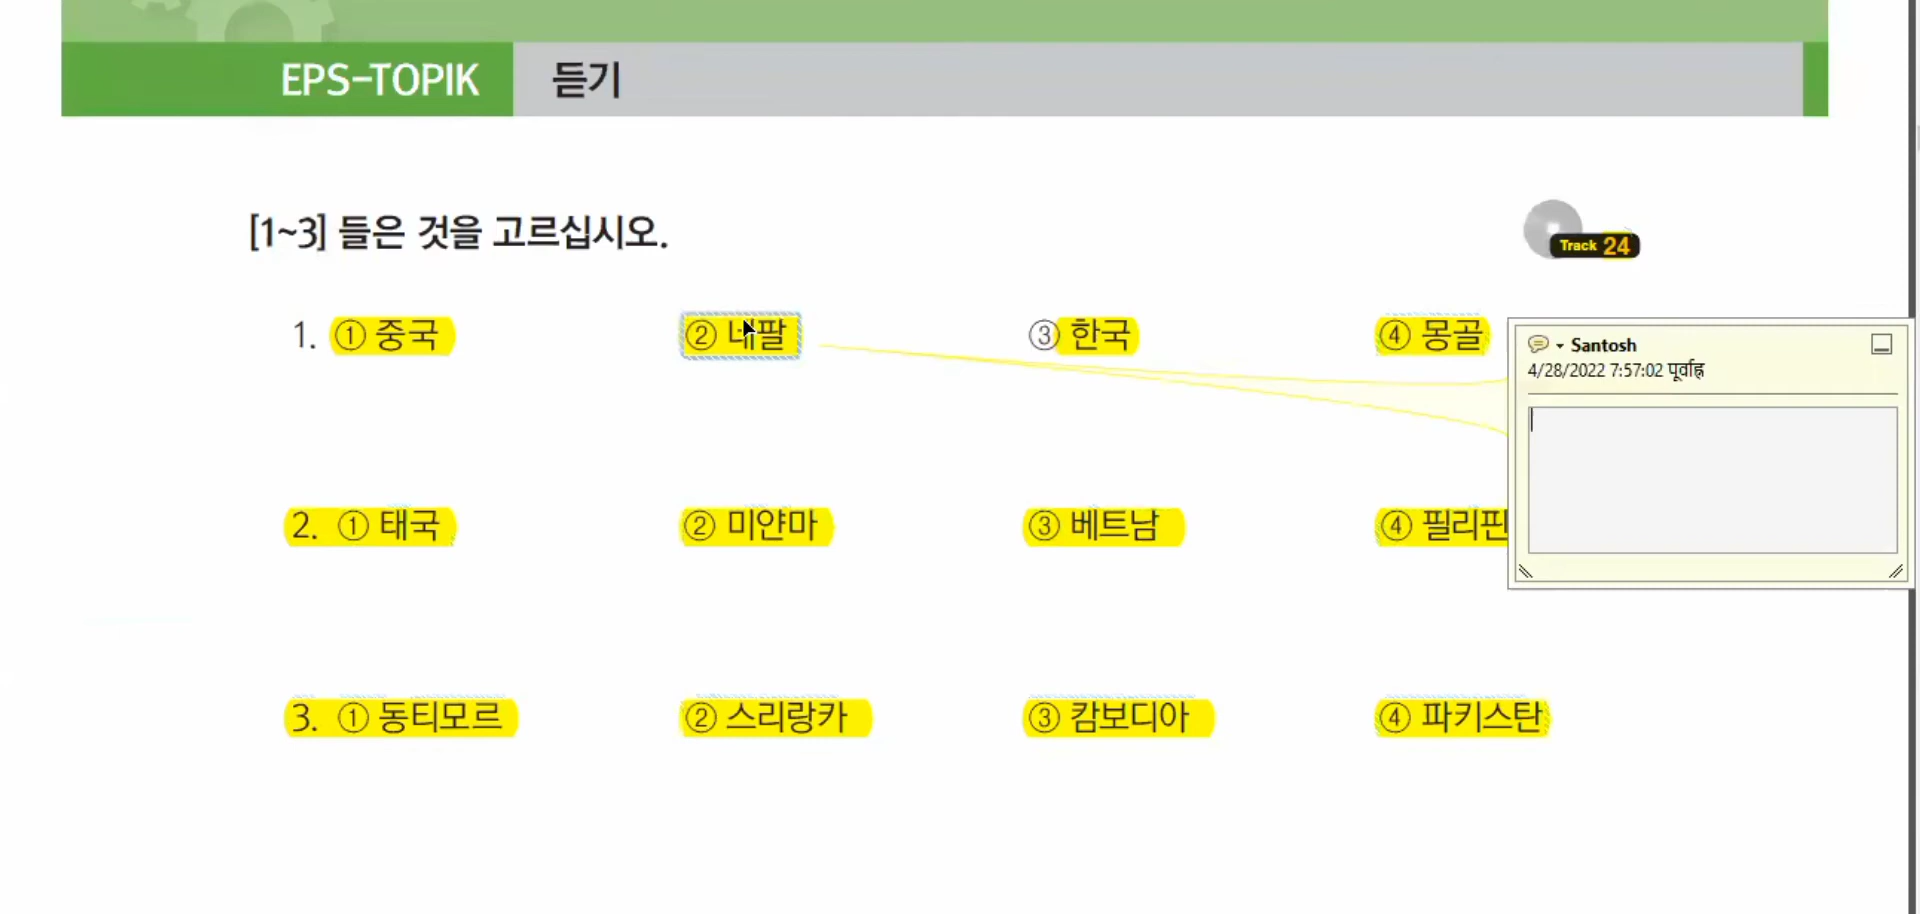 EPS-TOPIK 듣기
[1~3] 들은 것을 고르십시오.
Track 24
1. ① 중국 ② 네팔 ③ 한국 ④ 몽골
Santosh
4/28/2022 7:57:02 पूर्वाह्न
2. ① 태국 ② 미얀마 ③ 베트남 ④ 필리핀
3. ① 동티모르 ② 스리랑카 ③ 캄보디아 ④ 파키스탄